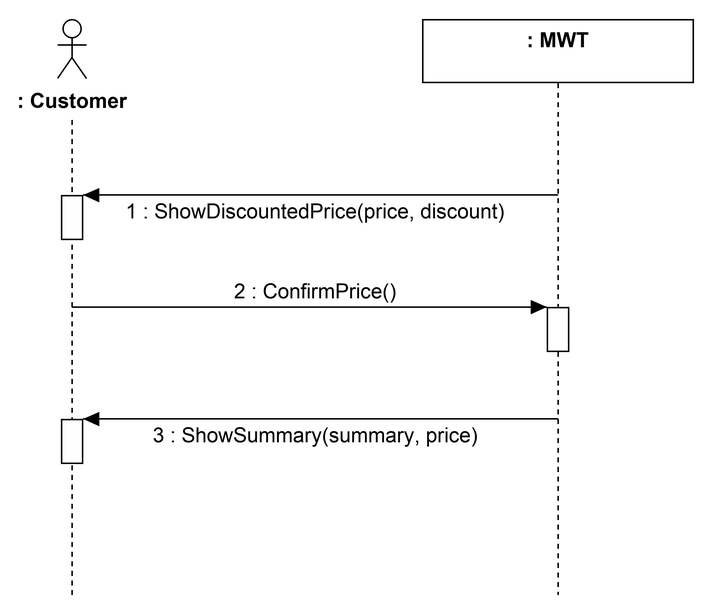 : MWT
: Customer
1 : ShowDiscountedPrice(price, discount)
2 : ConfirmPrice()
3 : ShowSummary(summary, price)